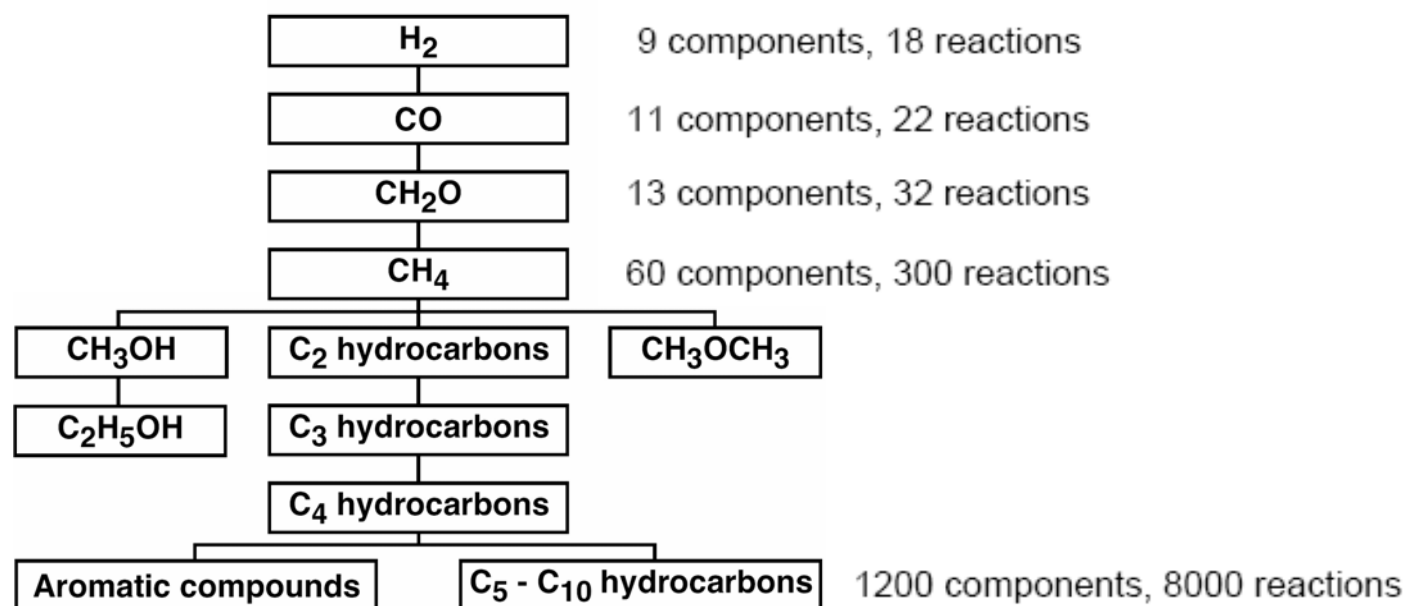 H2 9 components, 18 reactions
CO 11 components, 22 reactions
CH2O 13 components, 32 reactions
CH4 60 components, 300 reactions
CH3OH C2 hydrocarbons CH3OCH3
C2H5OH C3 hydrocarbons
C4 hydrocarbons
Aromatic compounds C5 - C10 hydrocarbons 1200 components, 8000 reactions